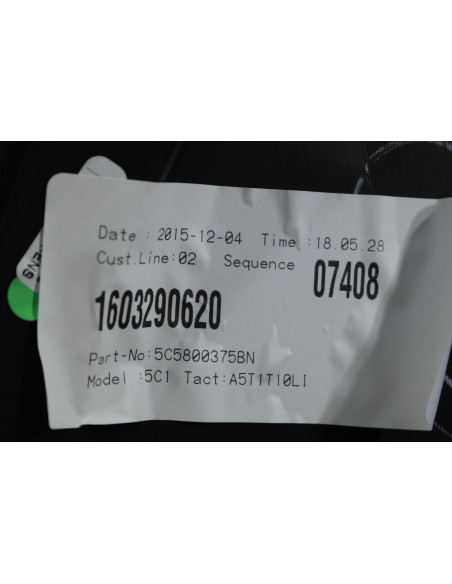 Date : 2015-12-04 Time :18.05.28
Cust.Line:02 Sequence 07408
1603290620
Part-No:5C5800375BN
Model :5C1 Tact:A5T1T10LI